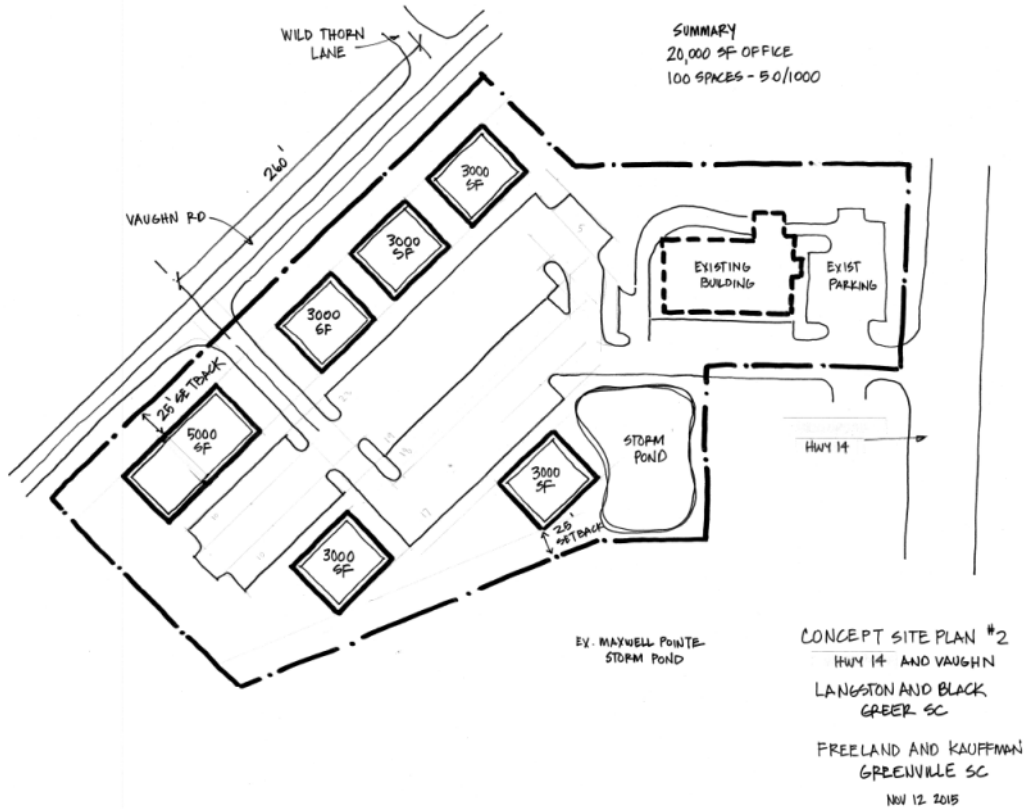 SUMMARY
20,000 SF OFFICE
100 SPACES - 5.0/1000
WILD THORN
LANE
260'
VAUGHN RD
3000
SF
3000
SF
3000
SF
5
EXISTING
BUILDING
EXIST
PARKING
25' SETBACK
5000
SF
STORM
POND
HWY 14
3000
SF
25'
SETBACK
17
3000
SF
EX. MAXWELL POINTE
STORM POND
CONCEPT SITE PLAN #2
HWY 14 AND VAUGHN
LANGSTON AND BLACK
GREER SC
FREELAND AND KAUFFMAN
GREENVILLE SC
NOV 12 2015